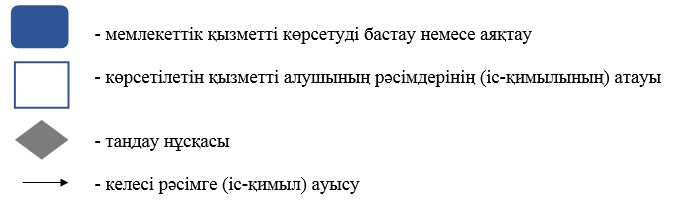 - мемлекеттік қызметті көрсетуді бастау немесе аяқтау
- көрсетілетін қызметті алушының рәсімдерінің (іс-қимылының) атауы
- таңдау нұсқасы
- келесі рәсімге (іс-қимыл) ауысу